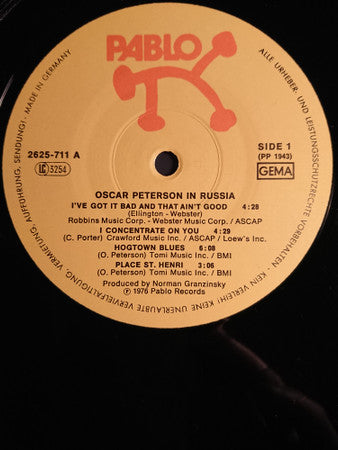 PABLO
2625-711 A
LC 3254
SIDE 1
(PP 1943)
GEMA
OSCAR PETERSON IN RUSSIA
I'VE GOT IT BAD AND THAT AIN'T GOOD 4:28
(Ellington - Webster)
Robbins Music Corp. - Webster Music Corp. / ASCAP
I CONCENTRATE ON YOU 4:29
(C. Porter) Crawford Music Inc. / ASCAP / Loew's Inc.
HOGTOWN BLUES 6:08
(O. Peterson) Tomi Music Inc. / BMI
PLACE ST. HENRI 3:06
(O. Peterson) Tomi Music Inc. / BMI
Produced by Norman Granzinsky
℗ 1976 Pablo Records
ALLE URHEBER- UND LEISTUNGSSCHUTZRECHTE VORBEHALTEN - KEIN VERLEIH! KEINE UNERLAUBTE VERVIELFÄLTIGUNG, VERMIETUNG, AUFFÜHRUNG, SENDUNG! - MADE IN GERMANY